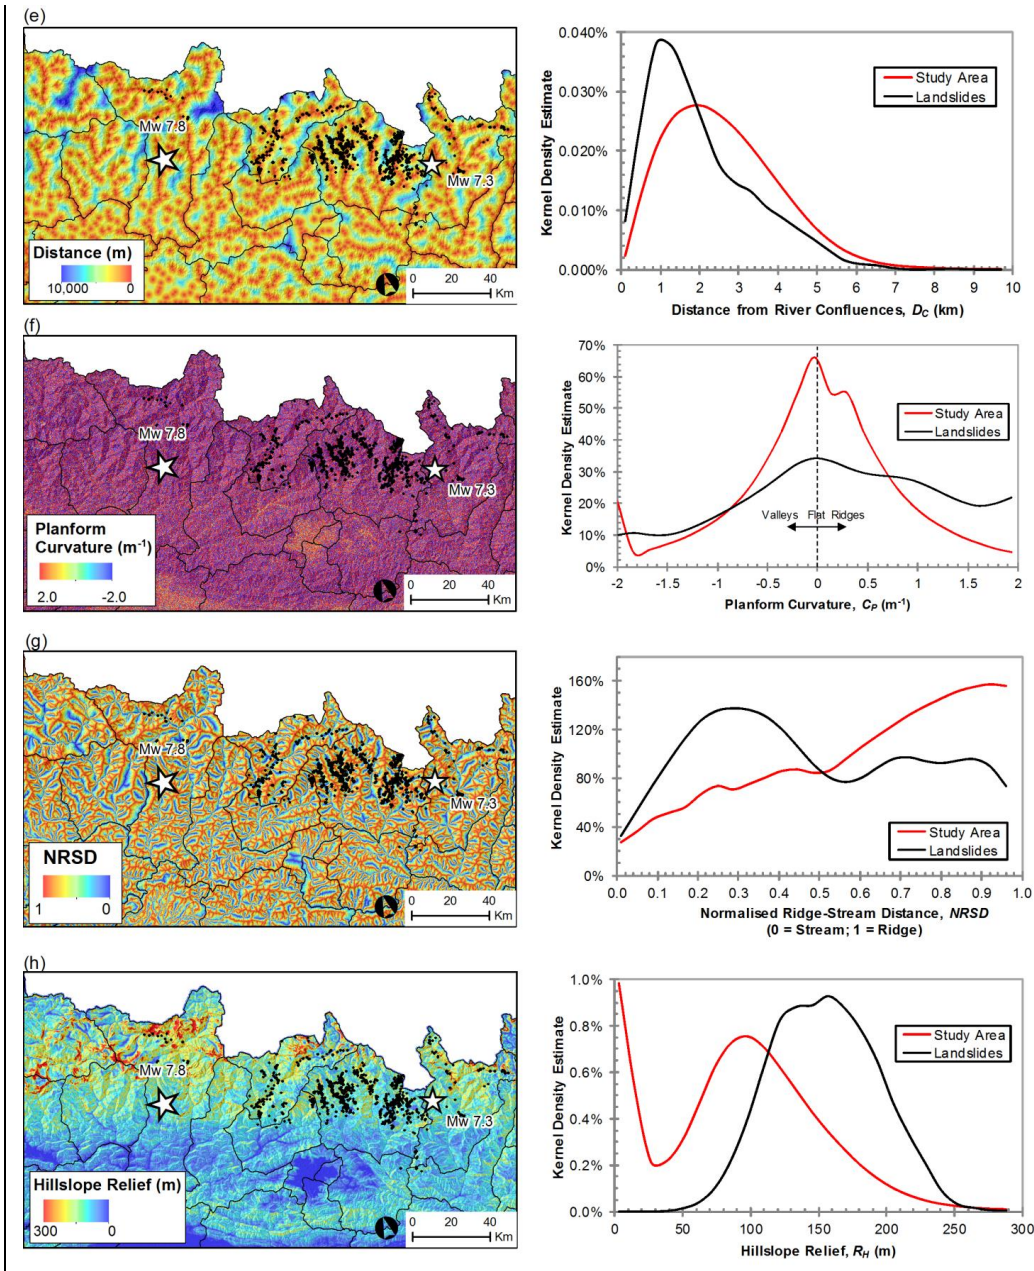 (e)
Mw 7.8
Mw 7.3
Distance (m)
10,000 0
0 20 40
Km
0.040%
0.030%
0.020%
0.010%
0.000%
Kernel Density Estimate
Study Area
Landslides
0 1 2 3 4 5 6 7 8 9 10
Distance from River Confluences, DC (km)
(f)
Mw 7.8
Mw 7.3
Planform
Curvature (m-1)
2.0 -2.0
0 20 40
Km
70%
60%
50%
40%
30%
20%
10%
0%
Kernel Density Estimate
Study Area
Landslides
Valleys Flat Ridges
-2 -1 -0.5 0 0.5 1 2
Planform Curvature, CP (m-1)
(g)
Mw 7.8
Mw 7.3
NRSD
1 0
0 20 40
Km
160%
120%
80%
40%
0%
Kernel Density Estimate
Study Area
Landslides
0.0 0.1 0.2 0.3 0.4 0.5 0.6 0.7 0.8 0.9 1.0
Normalised Ridge-Stream Distance, NRSD
(0 = Stream; 1 = Ridge)
(h)
Mw 7.8
Mw 7.3
Hillslope Relief (m)
300 0
0 20 40
Km
1.0%
0.8%
0.6%
0.4%
0.2%
0.0%
Kernel Density Estimate
Study Area
Landslides
0 50 100 150 200 250 300
Hillslope Relief, RH (m)